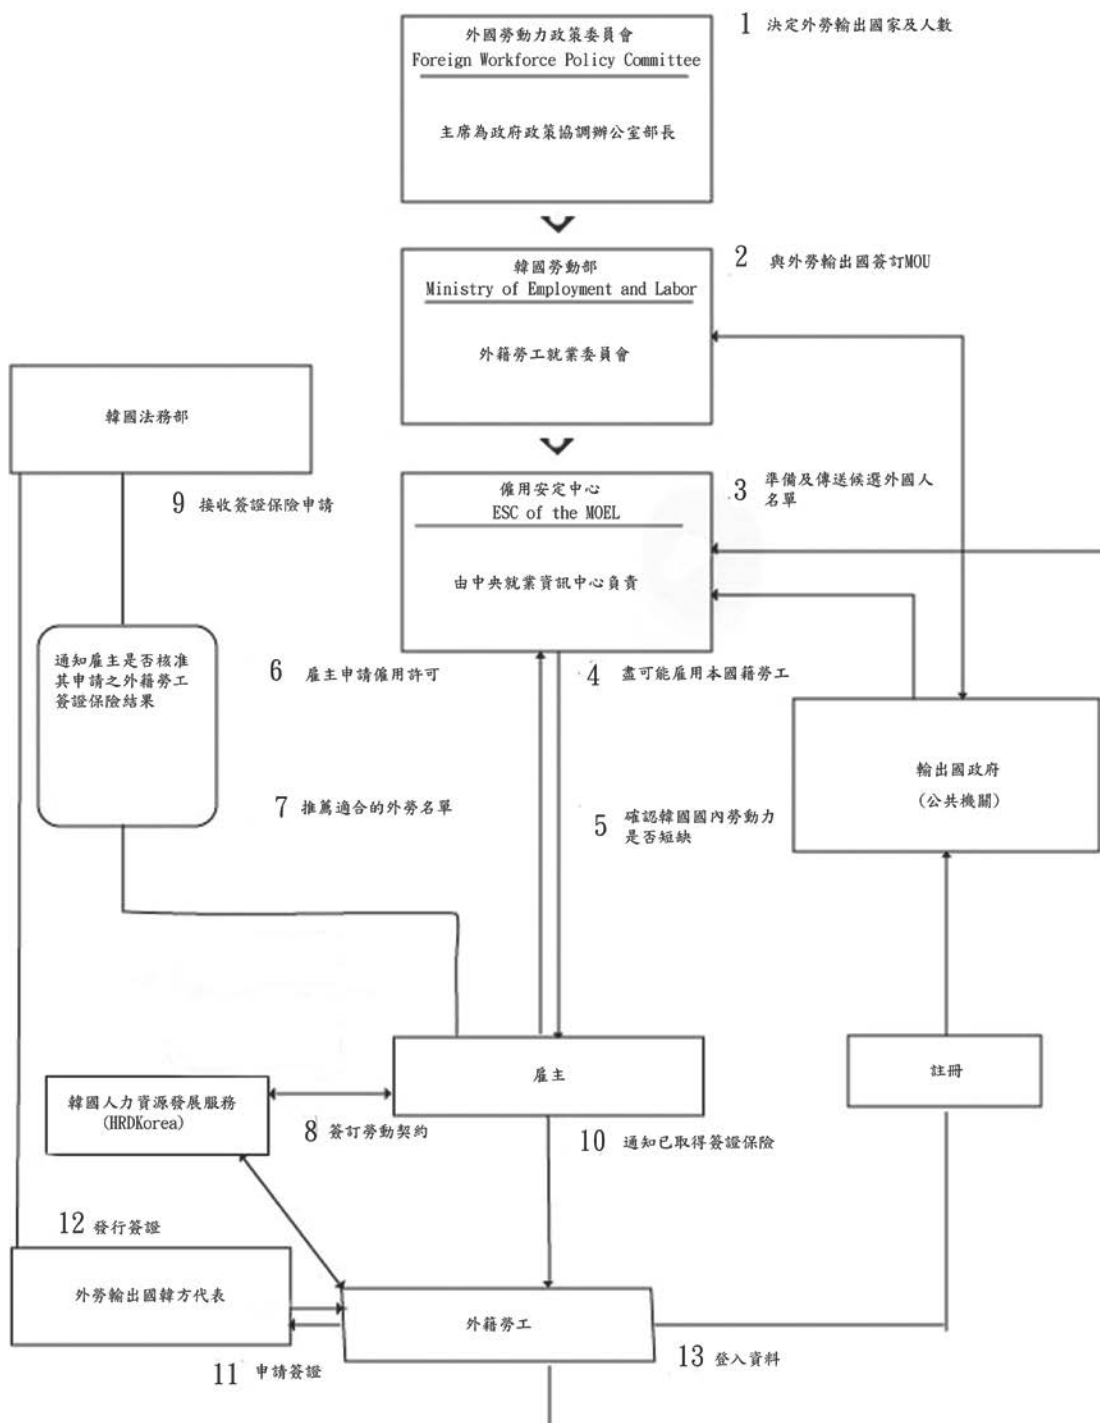 外國勞動力政策委員會
Foreign Workforce Policy Committee
主席為政府政策協調辦公室部長
1 決定外勞輸出國家及人數
韓國勞動部
Ministry of Employment and Labor
外籍勞工就業委員會
2 與外勞輸出國簽訂MOU
韓國法務部
9 接收簽證保險申請
僱用安定中心
ESC of the MOEL
由中央就業資訊中心負責
3 準備及傳送候選外國人
名單
通知雇主是否核准
其申請之外籍勞工
簽證保險結果
6 雇主申請僱用許可
4 盡可能雇用本國籍勞工
7 推薦適合的外勞名單
5 確認韓國國內勞動力
是否短缺
輸出國政府
(公共機關)
雇主
註冊
韓國人力資源發展服務
(HRDKorea)
8 簽訂勞動契約
10 通知已取得簽證保險
12 發行簽證
外勞輸出國韓方代表
外籍勞工
11 申請簽證
13 登入資料